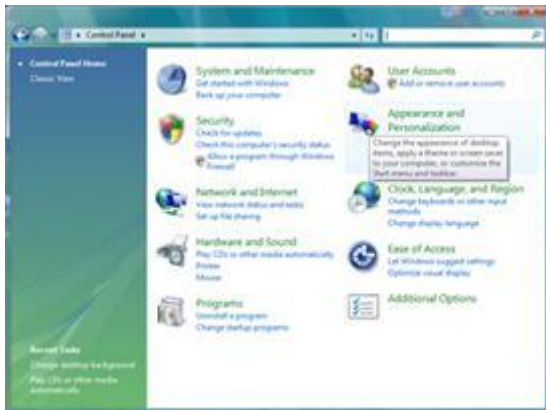 Control Panel
Control Panel Home
Classic View
System and Maintenance
Get started with Windows
Back up your computer
Security
Check for updates
Check this computer's security status
Allow a program through Windows
Firewall
Network and Internet
View network status and tasks
Set up file sharing
Hardware and Sound
Play CDs or other media automatically
Printer
Mouse
Programs
Uninstall a program
Change startup programs
User Accounts
Add or remove user accounts
Appearance and
Personalization
Change the appearance of desktop
items, apply a theme or screen saver
to your computer, or customize the
Start menu and taskbar.
Clock, Language, and Region
Change keyboards or other input
methods
Change display language
Ease of Access
Let Windows suggest settings
Optimize visual display
Additional Options
Recent Tasks
Change desktop background
Play CDs or other media
automatically